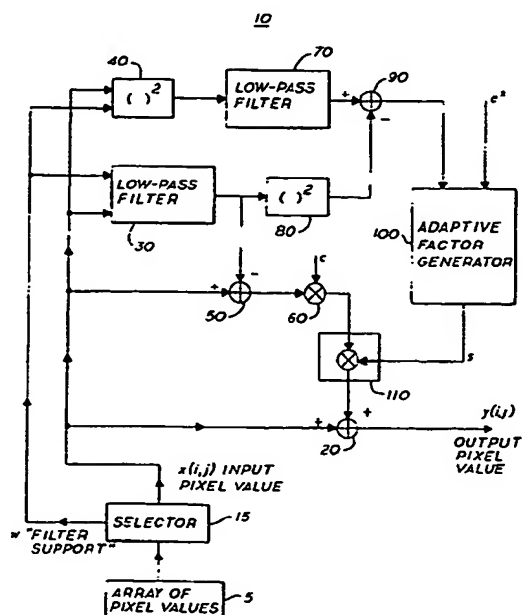 10
40
( )²
70
LOW-PASS
FILTER
+
90
-
c²
LOW-PASS
FILTER
30
( )²
80
100
ADAPTIVE
FACTOR
GENERATOR
-
c
+
50
60
s
110
+
+
20
y(i,j)
OUTPUT
PIXEL
VALUE
x(i,j) INPUT
PIXEL
VALUE
w "FILTER
SUPPORT"
SELECTOR
15
ARRAY OF
PIXEL VALUES
5